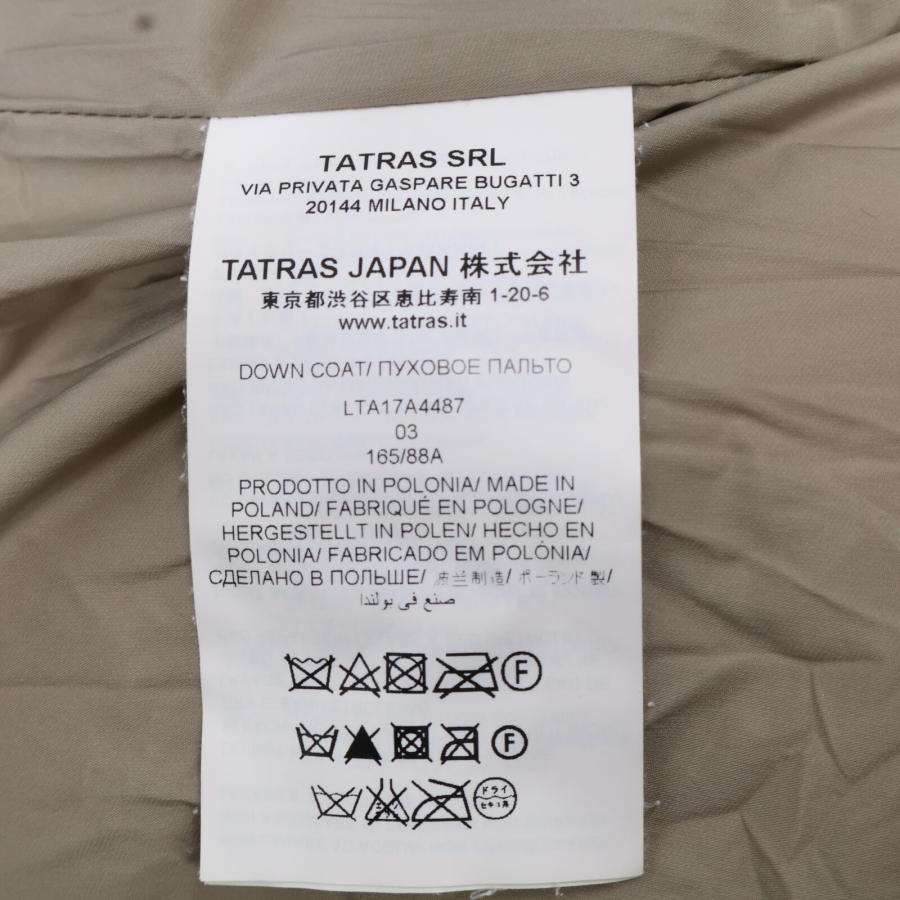 TATRAS SRL
VIA PRIVATA GASPARE BUGATTI 3
20144 MILANO ITALY
TATRAS JAPAN 株式会社
東京都渋谷区恵比寿南 1-20-6
www.tatras.it
DOWN COAT/ ПУХОВОЕ ПАЛЬТО
LTA17A4487
03
165/88A
PRODOTTO IN POLONIA/ MADE IN
POLAND/ FABRIQUÉ EN POLOGNE/
HERGESTELLT IN POLEN/ HECHO EN
POLONIA/ FABRICADO EM POLÓNIA/
СДЕЛАНО В ПОЛЬШЕ/ 波兰制造/ ポーランド 製/
صنع في بولندا
F
F
ドライ
セキユ系